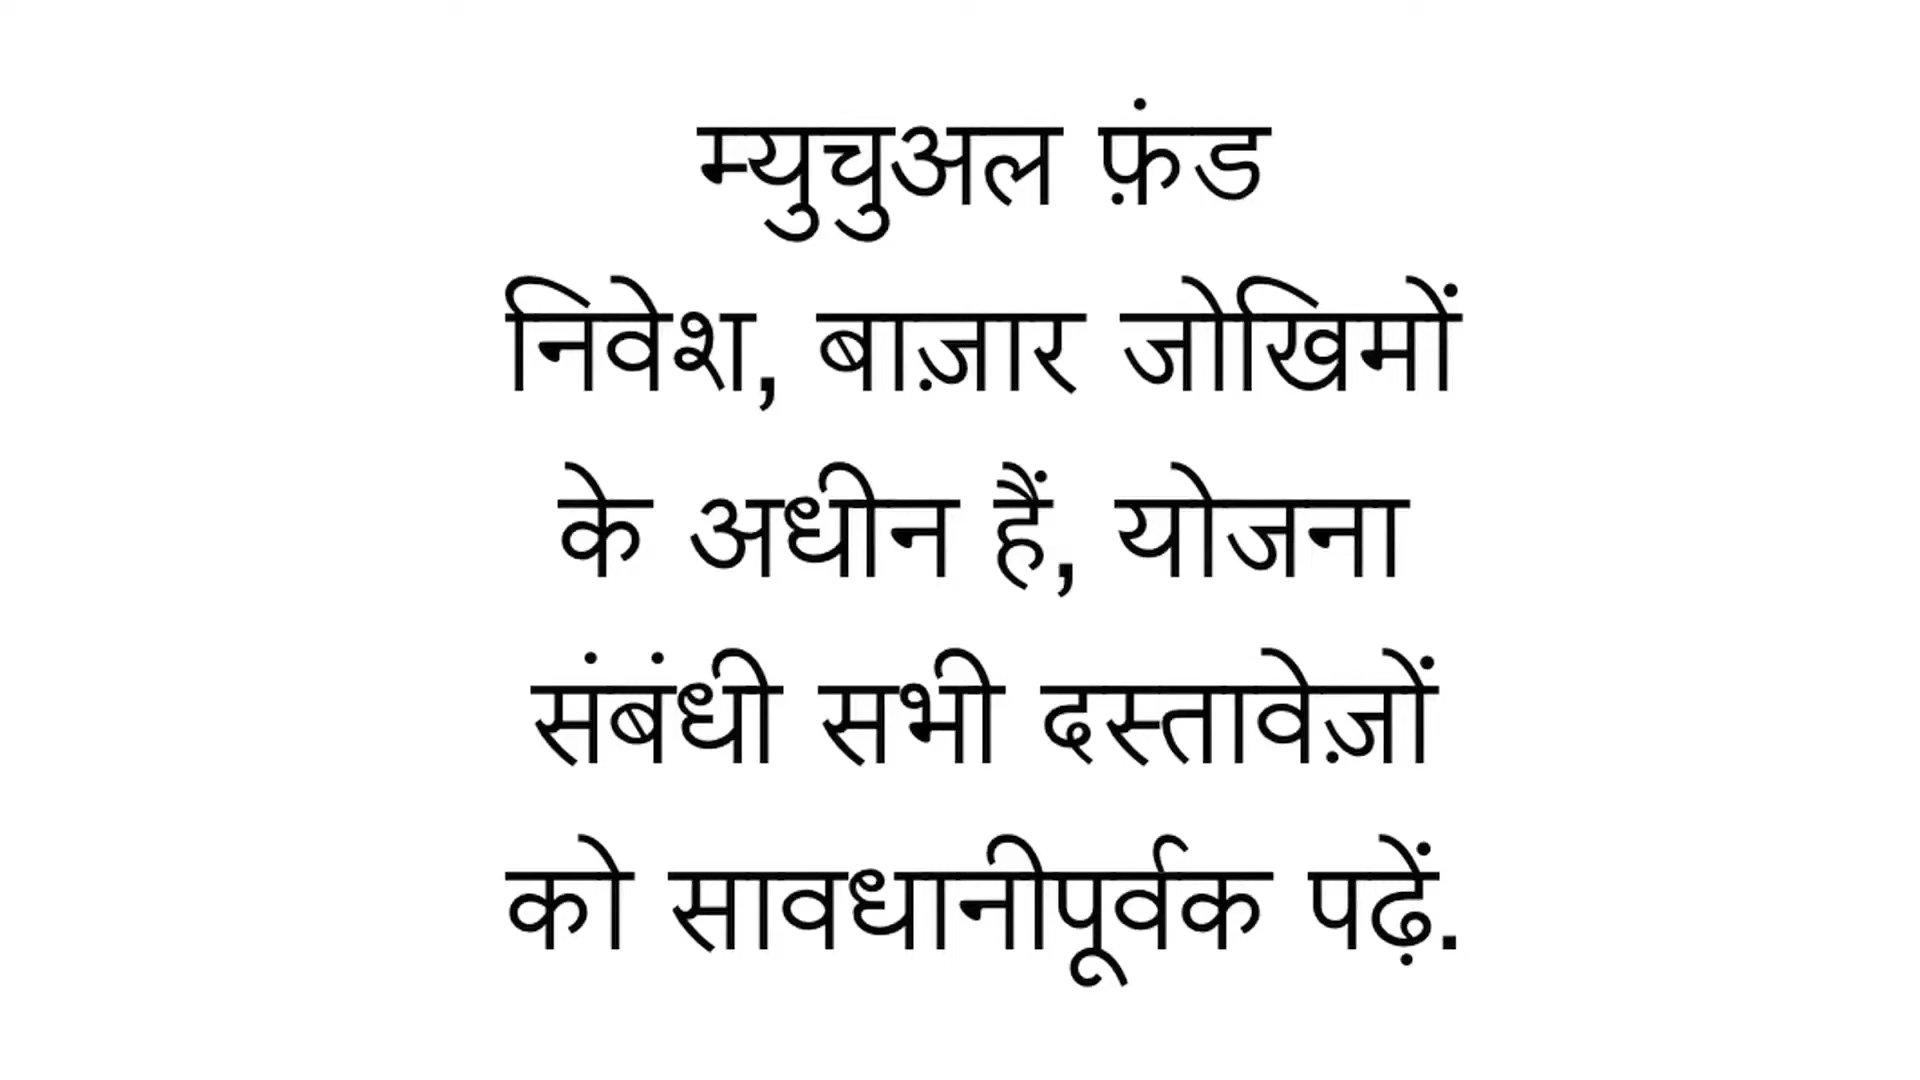 म्युचुअल फ़ंड
निवेश, बाज़ार जोखिमों
के अधीन हैं, योजना
संबंधी सभी दस्तावेज़ों
को सावधानीपूर्वक पढ़ें.